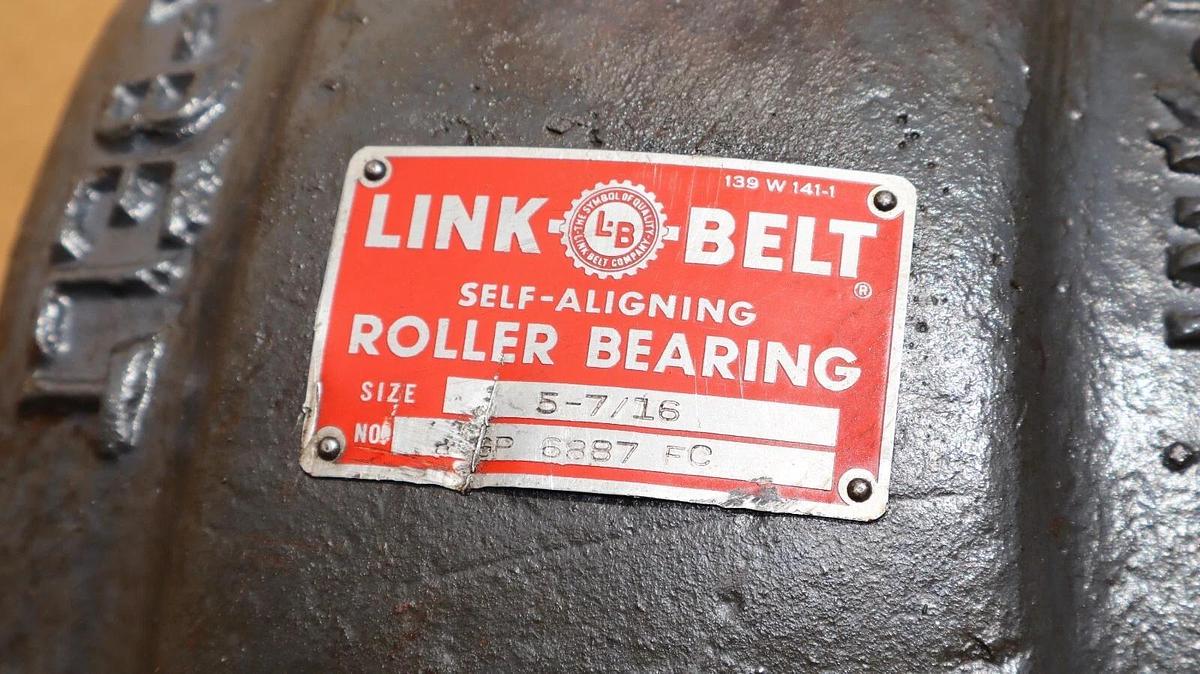 139 W 141-1
LINK-BELT
THE SYMBOL OF QUALITY
LB
LINK-BELT COMPANY
®
SELF-ALIGNING
ROLLER BEARING
SIZE 5-7/16
NO. 6887 FC